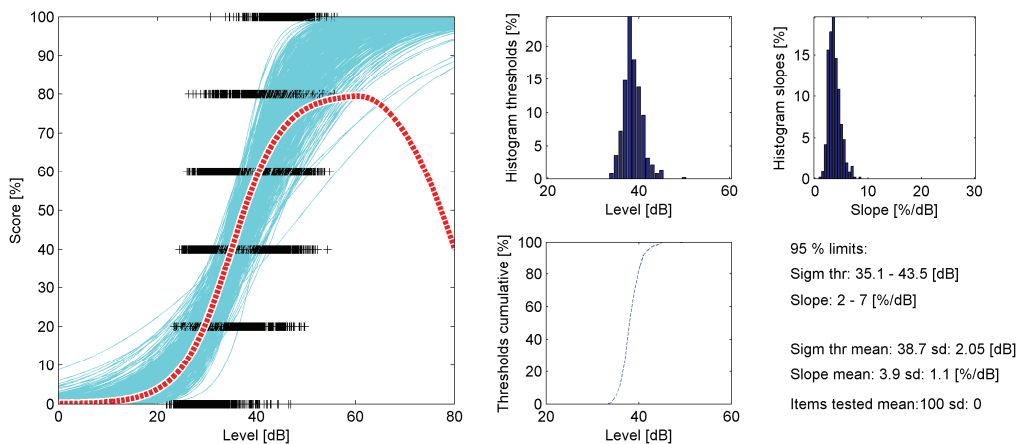 100
90
80
70
60
50
40
30
20
10
0
Score [%]
0 20 40 60 80
Level [dB]
20
15
10
5
0
Histogram thresholds [%]
20 40 60
Level [dB]
15
10
5
0
Histogram slopes [%]
0 10 20 30
Slope [%/dB]
100
80
60
40
20
0
Thresholds cumulative [%]
20 40 60
Level [dB]
95 % limits:
Sigm thr: 35.1 - 43.5 [dB]
Slope: 2 - 7 [%/dB]
Sigm thr mean: 38.7 sd: 2.05 [dB]
Slope mean: 3.9 sd: 1.1 [%/dB]
Items tested mean:100 sd: 0